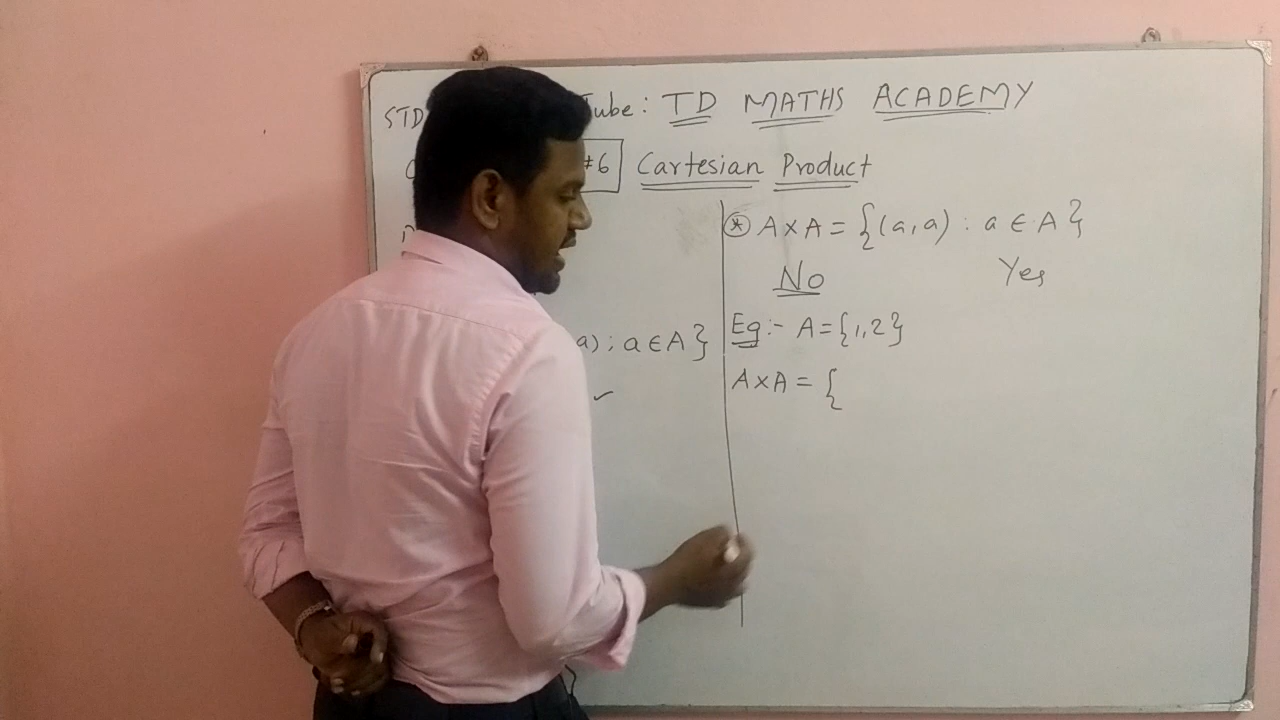 STD Tube: TD MATHS ACADEMY
#6 Cartesian Product
a) : a ∈ A }
✓
⊛ A × A = { (a, a) : a ∈ A }
No Yes
Eg :- A = {1, 2}
A × A = {